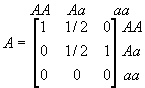 AA Aa aa
A = [ 1 1/2 0 ] AA
[ 0 1/2 1 ] Aa
[ 0 0 0 ] aa